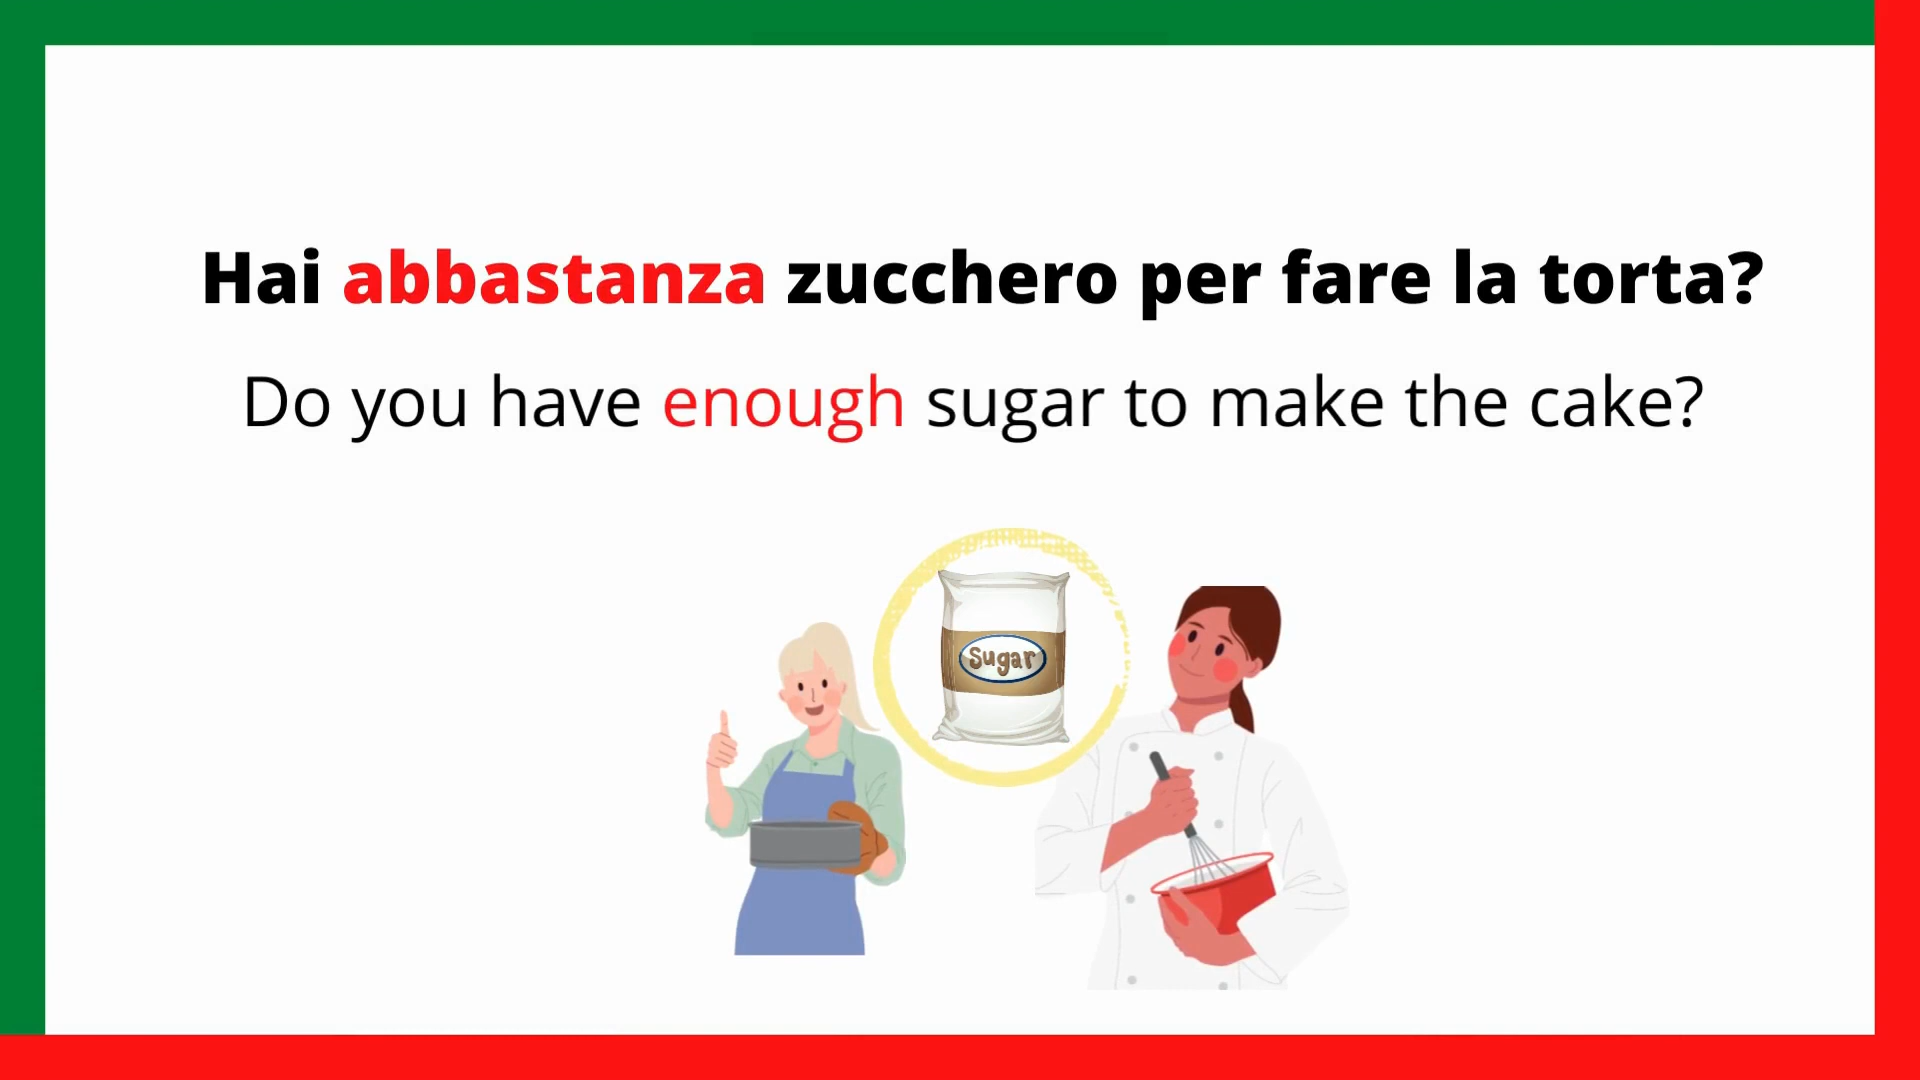 Hai abbastanza zucchero per fare la torta?
Do you have enough sugar to make the cake?
Sugar